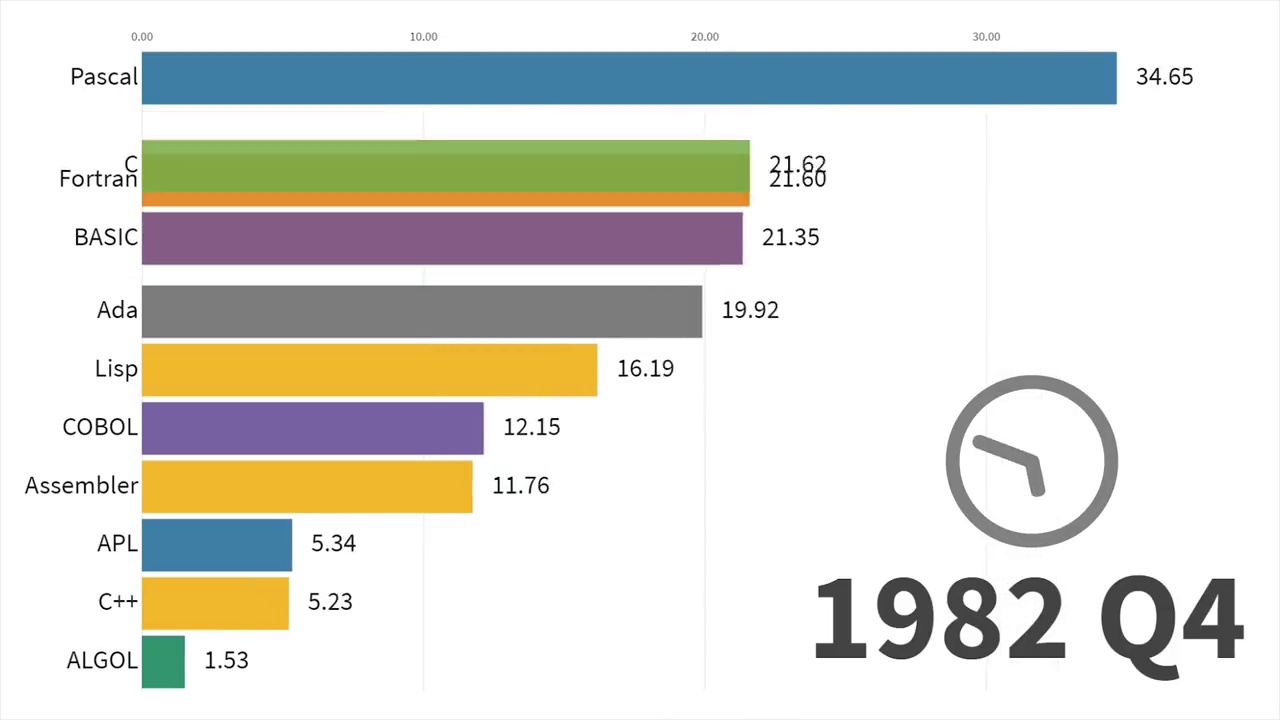 0.00 10.00 20.00 30.00
Pascal 34.65
C 21.62
Fortran 21.60
BASIC 21.35
Ada 19.92
Lisp 16.19
COBOL 12.15
Assembler 11.76
APL 5.34
C++ 5.23
ALGOL 1.53
1982 Q4